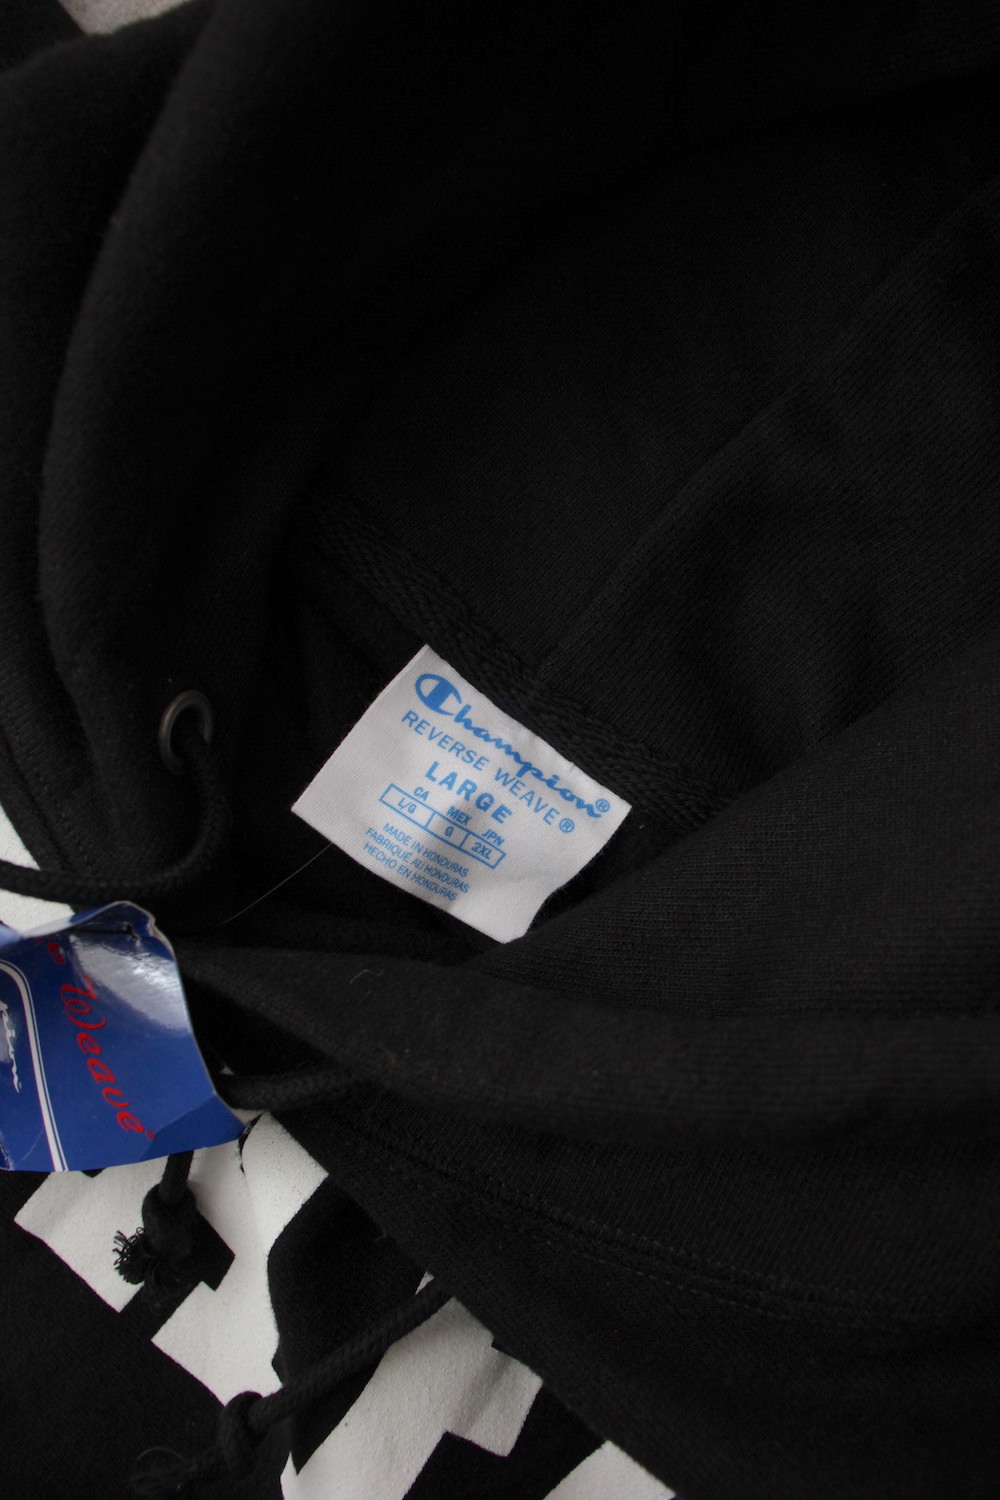 Champion®
REVERSE WEAVE®
LARGE
CA MEX JPN
L/G G 2XL
MADE IN HONDURAS
FABRIQUÉ AU HONDURAS
HECHO EN HONDURAS
Weave